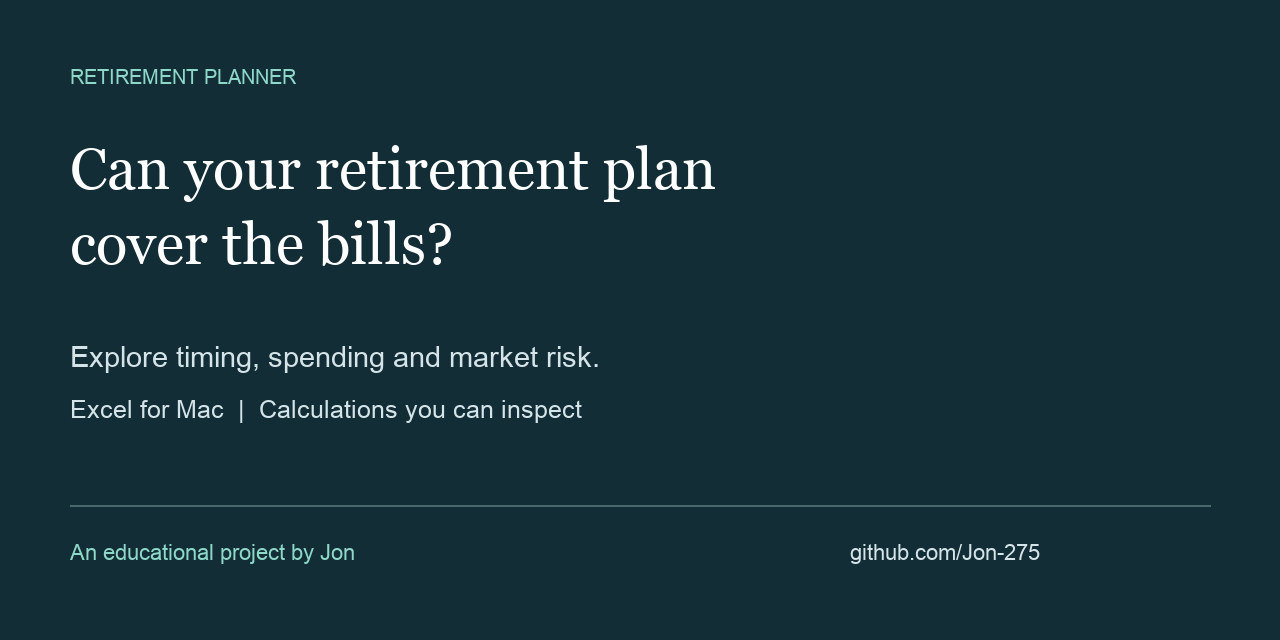 RETIREMENT PLANNER
Can your retirement plan
cover the bills?
Explore timing, spending and market risk.
Excel for Mac | Calculations you can inspect
An educational project by Jon
github.com/Jon-275